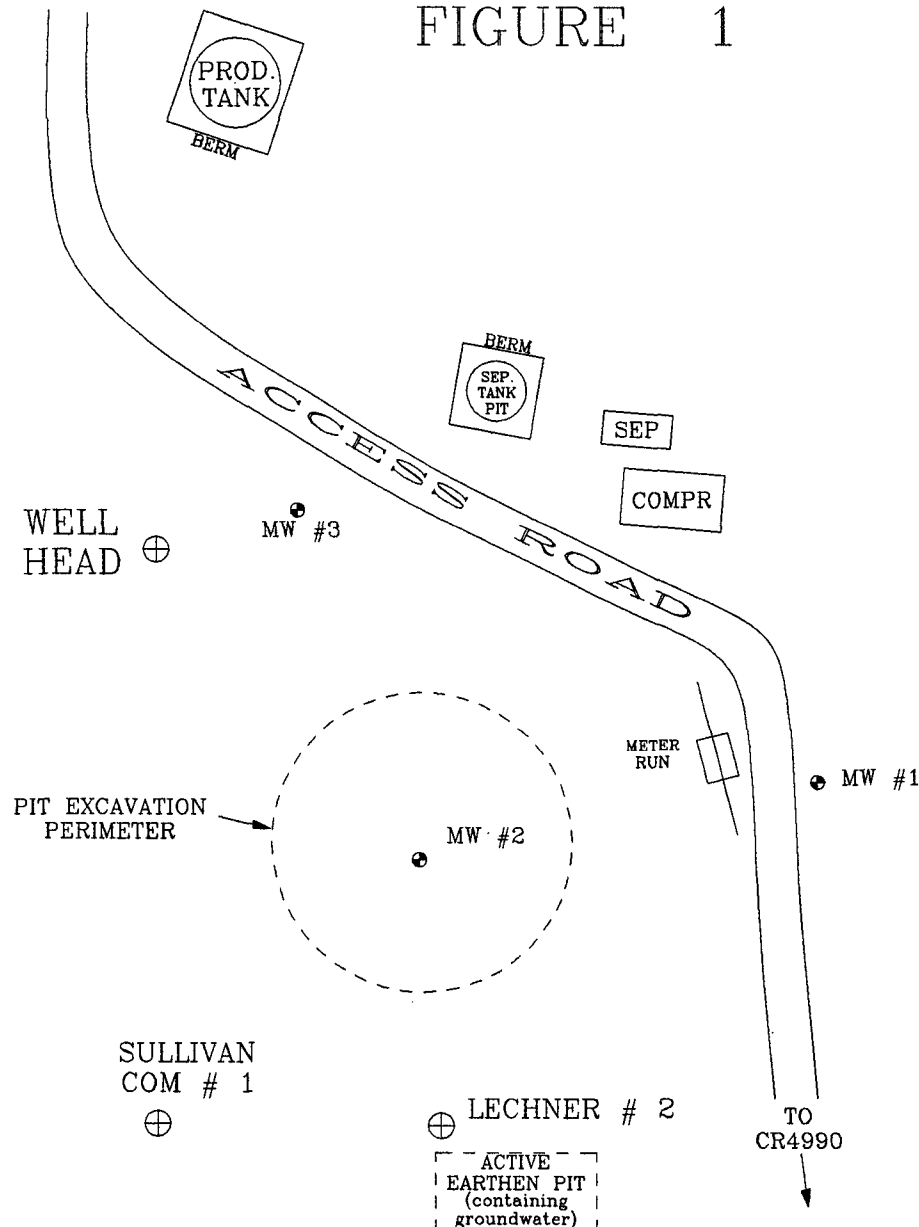 FIGURE 1
PROD.
TANK
BERM
BERM
SEP.
TANK
PIT
SEP
COMPR
ACCESS ROAD
WELL
HEAD
MW #3
METER
RUN
MW #1
PIT EXCAVATION
PERIMETER
MW #2
SULLIVAN
COM # 1
LECHNER # 2
TO
CR4990
ACTIVE
EARTHEN PIT
(containing
groundwater)